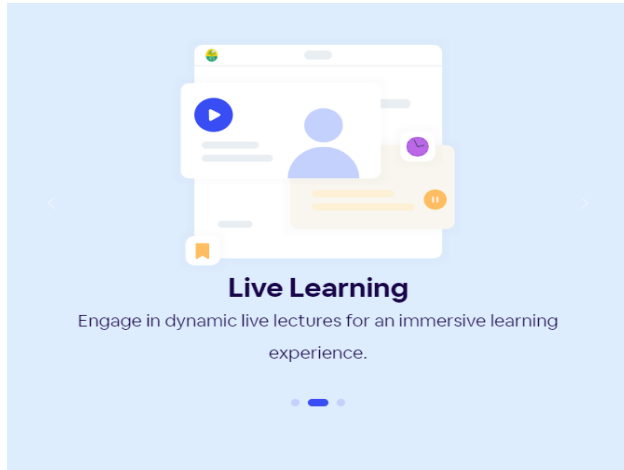 Live Learning
Engage in dynamic live lectures for an immersive learning
experience.